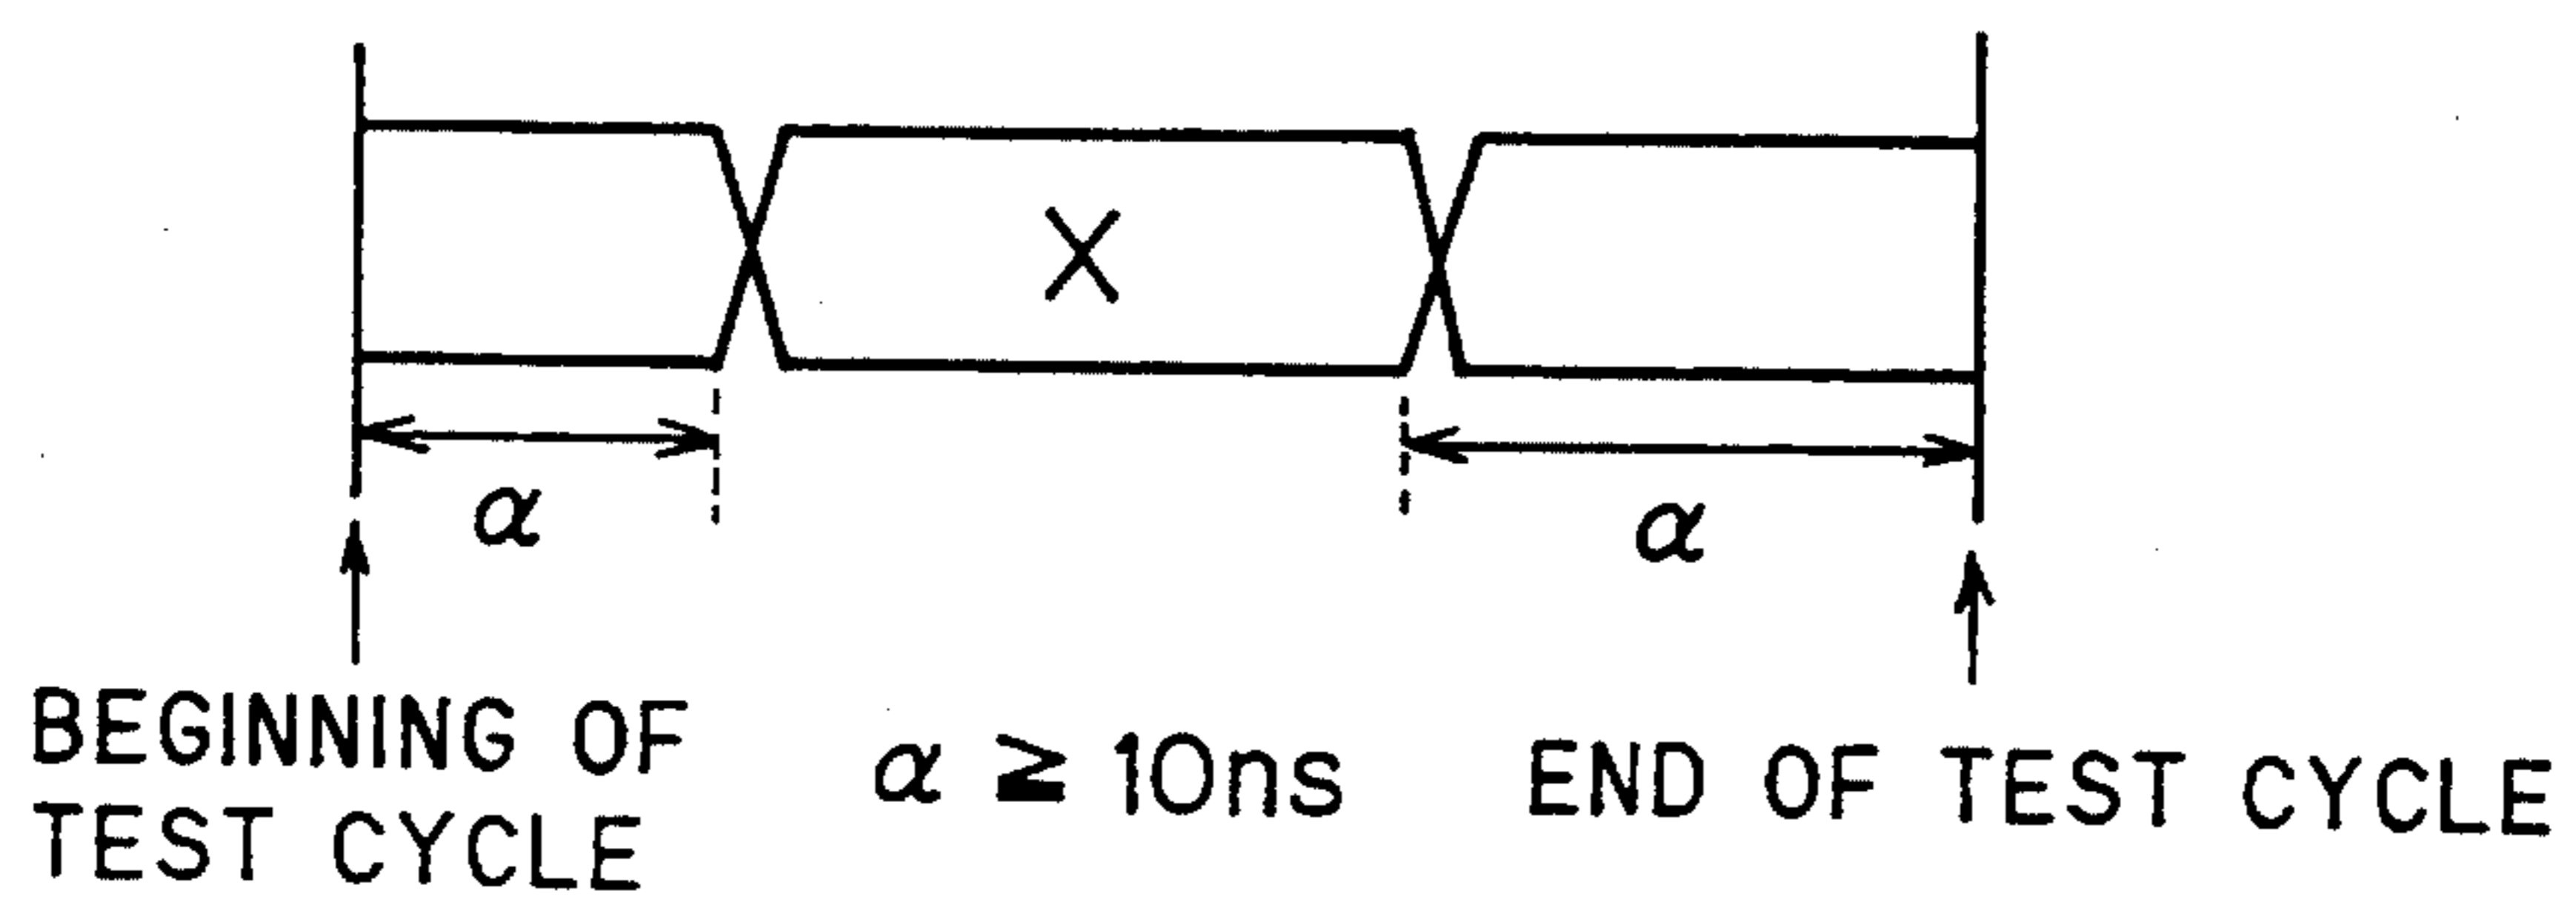 X
α α
BEGINNING OF
TEST CYCLE
α ≧ 10ns
END OF TEST CYCLE